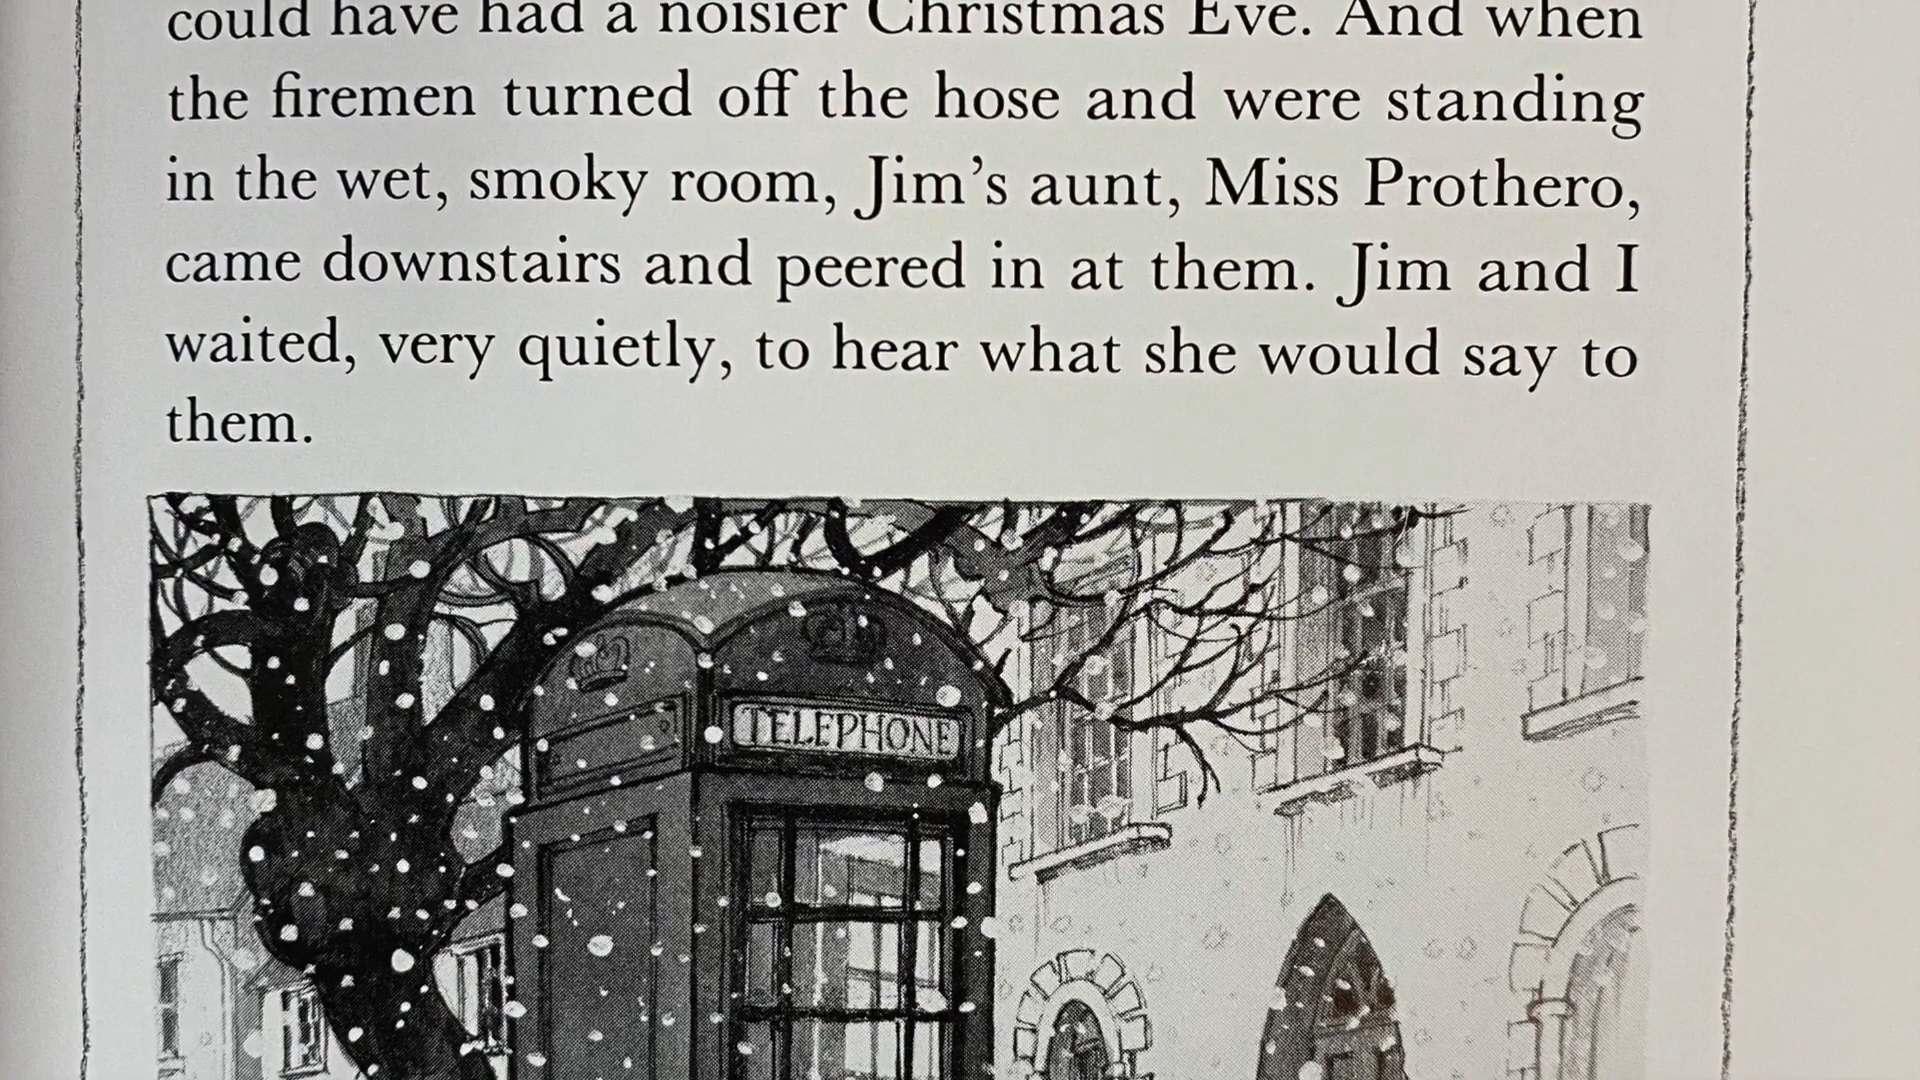 could have had a noisier Christmas Eve. And when
the firemen turned off the hose and were standing
in the wet, smoky room, Jim’s aunt, Miss Prothero,
came downstairs and peered in at them. Jim and I
waited, very quietly, to hear what she would say to
them.
TELEPHONE